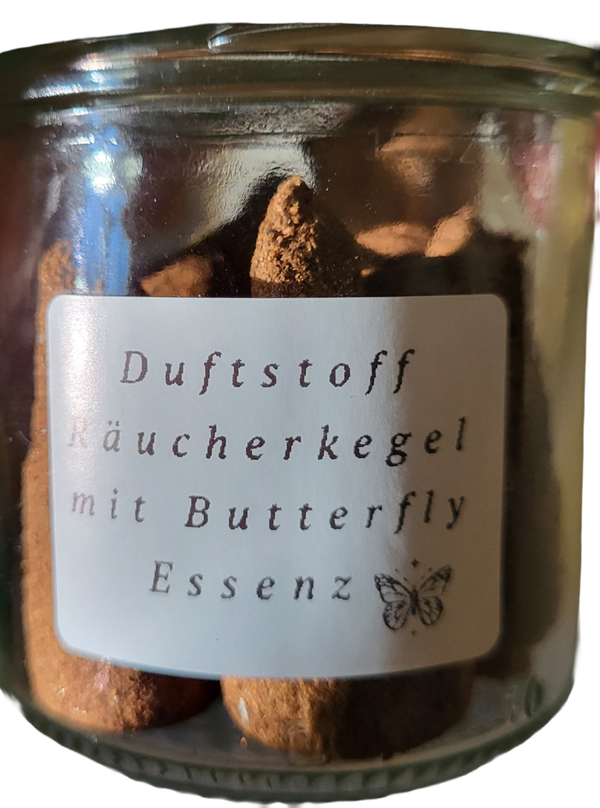 Duftstoff
Räucherkegel
mit Butterfly
Essenz